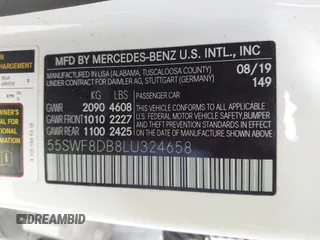 MFD BY MERCEDES-BENZ U.S. INTL., INC
MADE IN USA (ALABAMA, TUSCALOOSA COUNTY) 08/19
UNDER CONTRACT FOR DAIMLER AG, STUTTGART (GERMANY) 149
KG LBS PASSENGER CAR
GVWR 2090 4608 THIS VEHICLE CONFORMS TO ALL APPLICABLE
GAWR FRONT 1010 2227 U.S. FEDERAL MOTOR VEHICLE SAFETY, BUMPER,
GAWR REAR 1100 2425 AND THEFT PREVENTION STANDARDS IN EFFECT
ON THE DATE OF MANUFACTURE SHOWN ABOVE
55SWF8DB8LU324658
DREAMBID